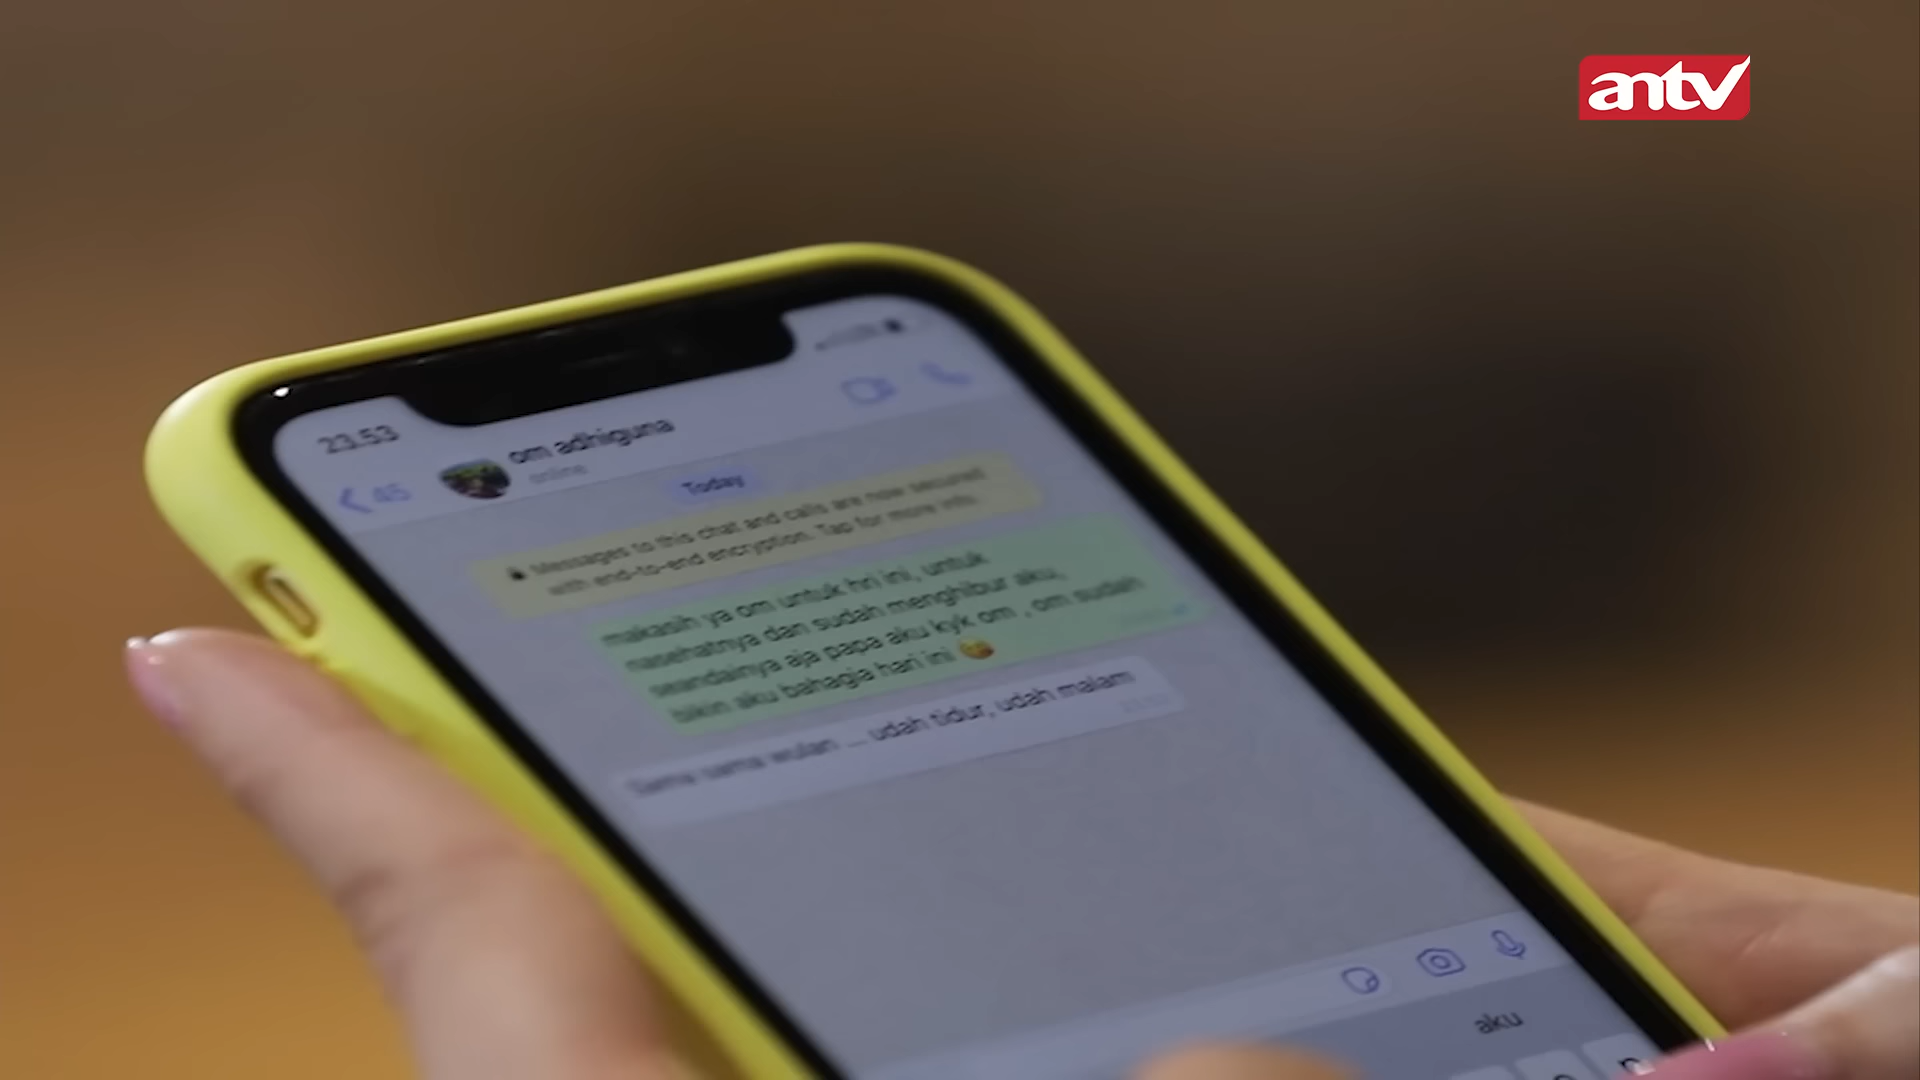 antv
23.53
om adhiguna
45
online
Today
Messages to this chat and calls are now secured
with end-to-end encryption. Tap for more info.
makasih ya om untuk hri ini, untuk
nasehatnya dan sudah menghibur aku,
seandainya aja papa aku kyk om , om sudah
bikin aku bahagia hari ini 😘
Sama sama wulan ... udah tidur, udah malam
aku